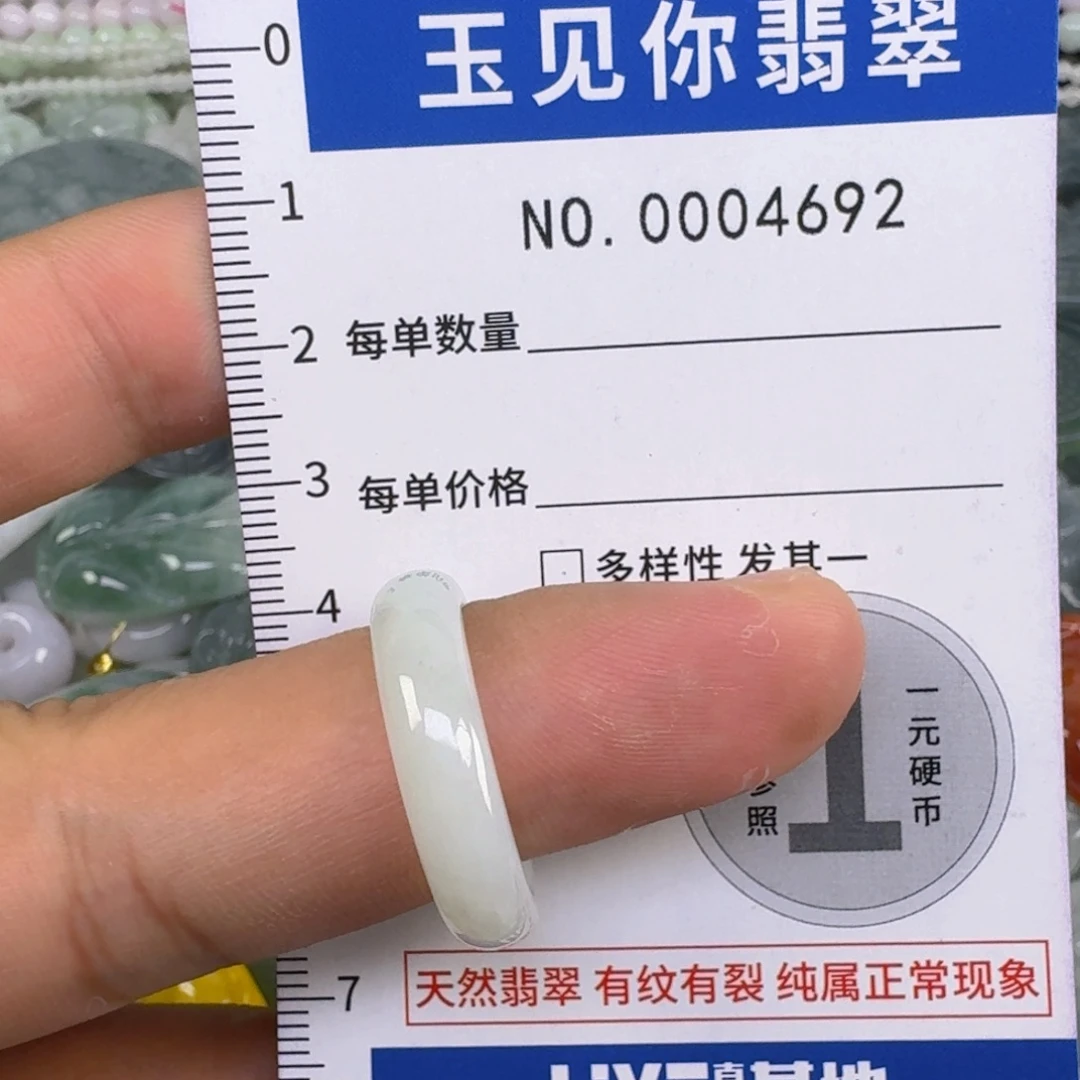 玉见你翡翠
NO. 0004692
0
1
2
每单数量
3
每单价格
多样性 发其一
4
1
一元硬币
参照
天然翡翠 有纹有裂 纯属正常现象
7
基地